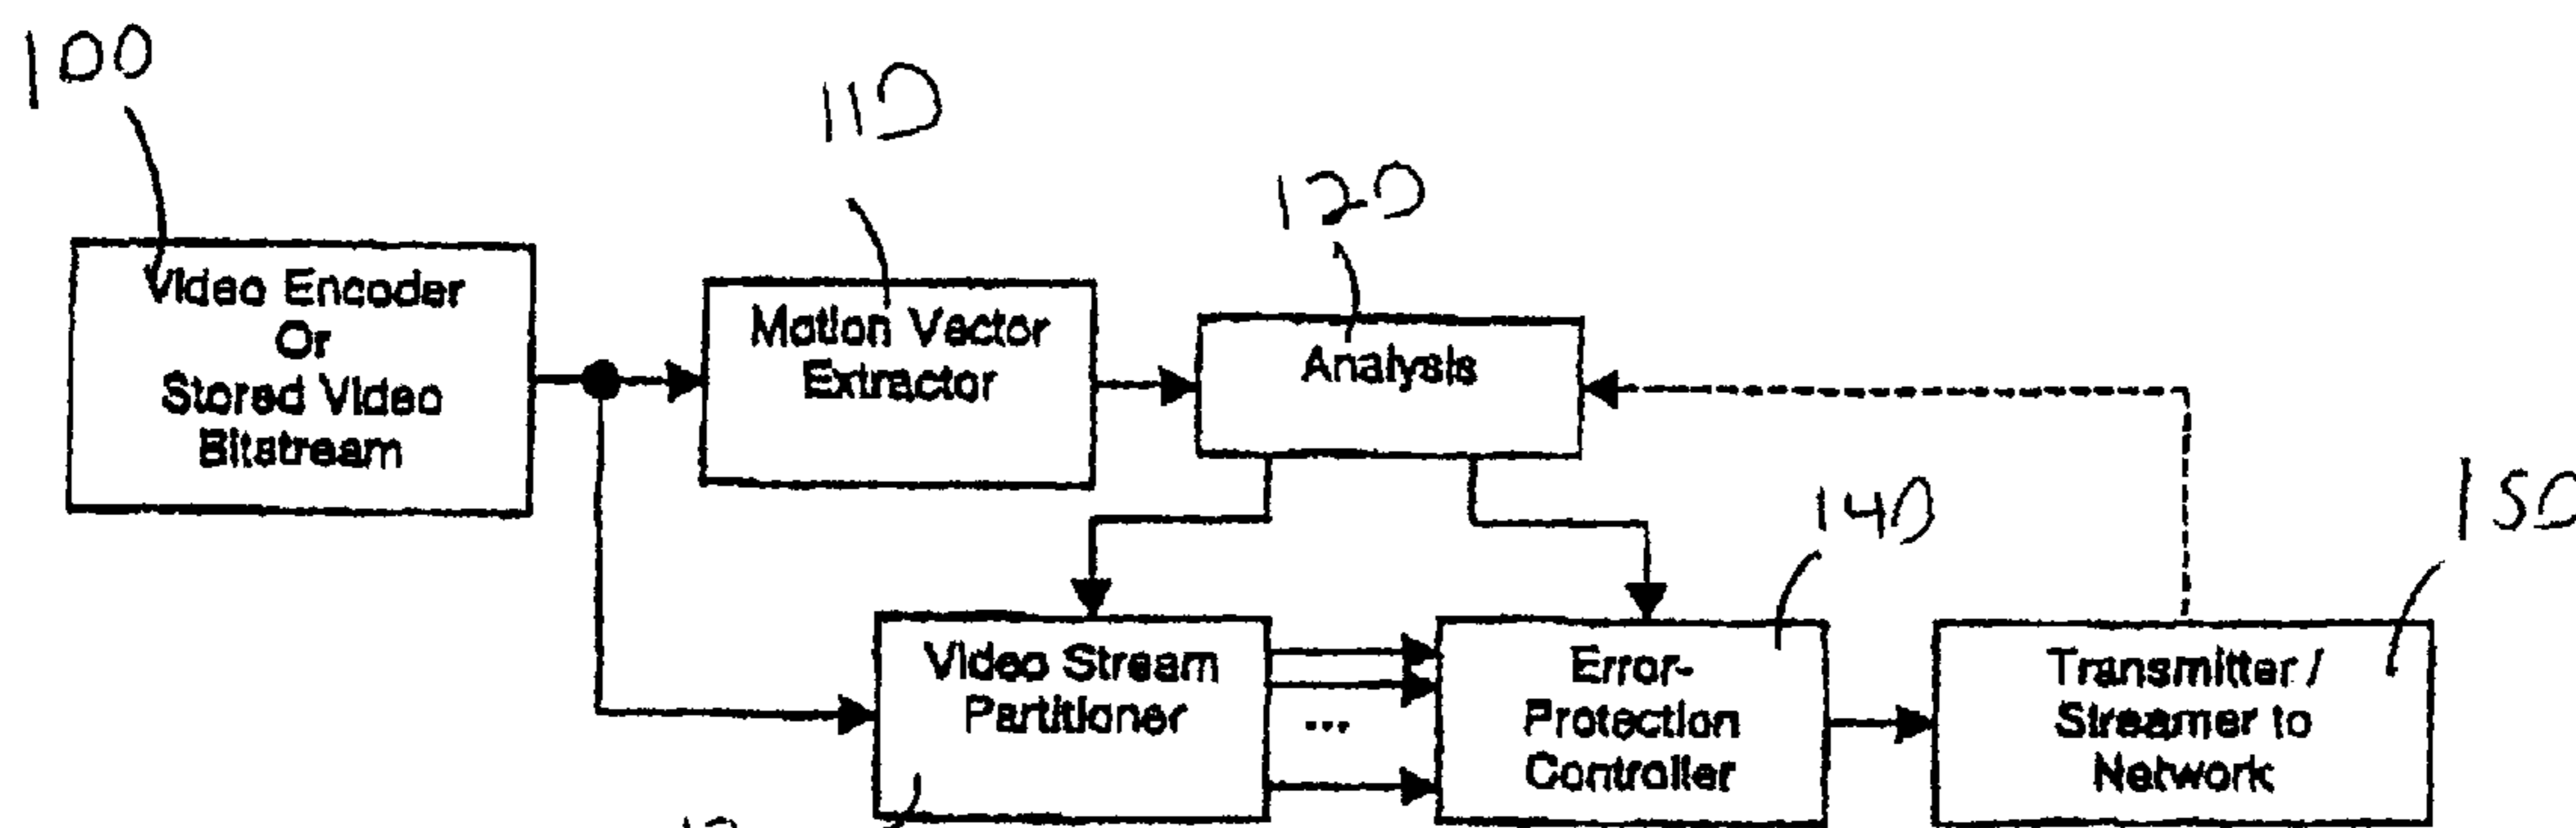 100
110
120
Video Encoder
Or
Stored Video
Bitstream
Motion Vector
Extractor
Analysis
140
150
Video Stream
Partitioner
...
Error-
Protection
Controller
Transmitter /
Streamer to
Network